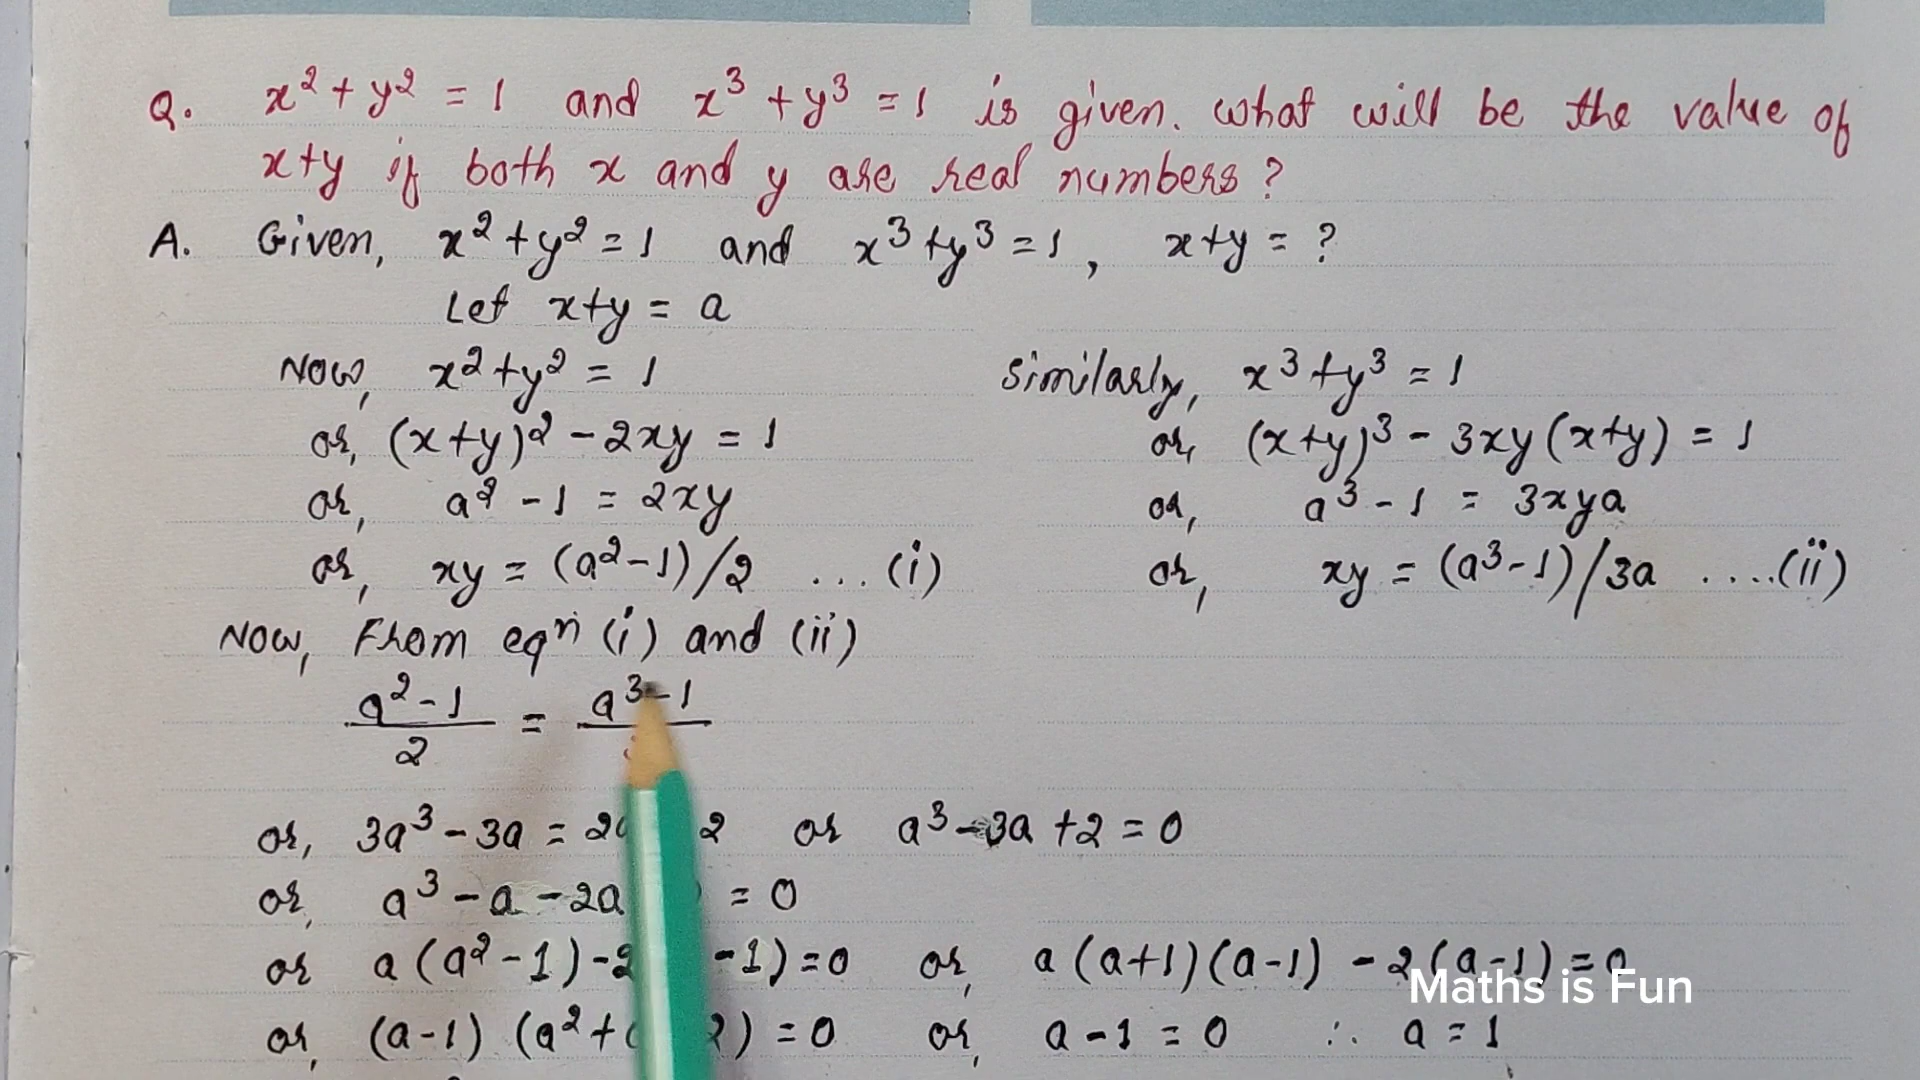 Q. x² + y² = 1 and x³ + y³ = 1 is given. what will be the value of
x+y if both x and y are real numbers?
A. Given, x² + y² = 1 and x³ + y³ = 1, x+y = ?
Let x+y = a
Now, x² + y² = 1
or, (x+y)² - 2xy = 1
or, a² - 1 = 2xy
or, xy = (a²-1)/2 ... (i)
Similarly, x³ + y³ = 1
or, (x+y)³ - 3xy(x+y) = 1
or, a³ - 1 = 3xya
or, xy = (a³-1)/3a ....(ii)
Now, From eqⁿ (i) and (ii)
a² - 1 = a³ - 1
2
or, 3a³ - 3a = 2 2 or a³ - 3a + 2 = 0
or, a³ - a - 2a = 0
or a(a² - 1) - 2 -1) = 0 or, a(a+1)(a-1) - 2(a-1) = 0
or, (a-1) (a² + 2) = 0 or, a - 1 = 0 ∴ a = 1
Maths is Fun